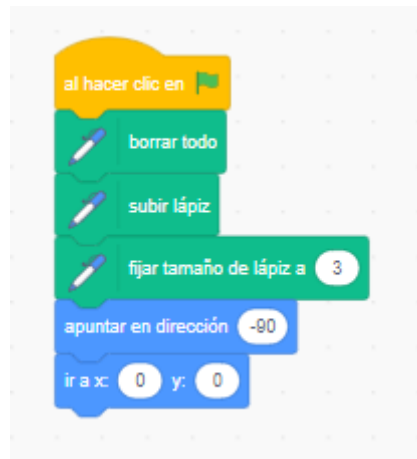 al hacer clic en
borrar todo
subir lápiz
fijar tamaño de lápiz a 3
apuntar en dirección -90
ir a x: 0 y: 0